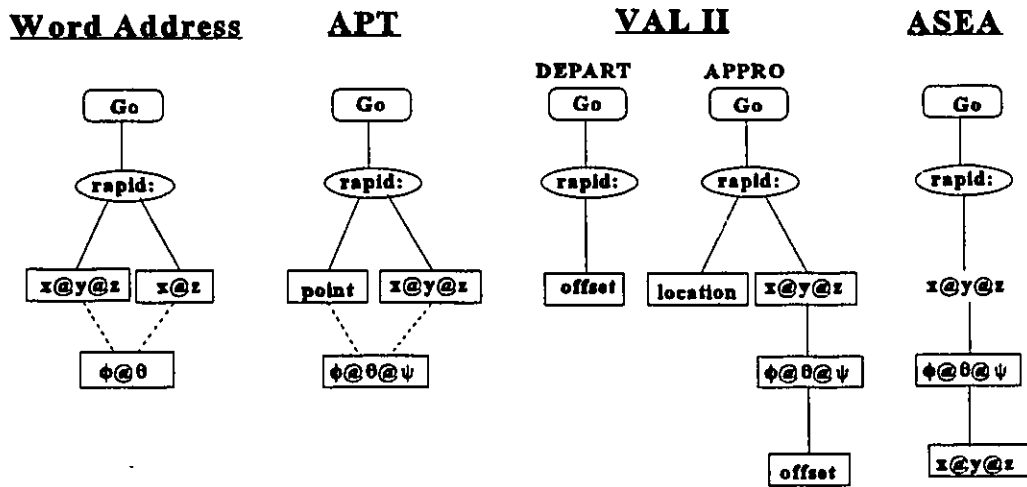 Word Address
APT
VAL II
ASEA
DEPART
APPRO
Go
Go
Go
Go
Go
rapid:
rapid:
rapid:
rapid:
rapid:
x@y@z
x@z
point
x@y@z
offset
location
x@y@z
x@y@z
ϕ@θ
ϕ@θ@ψ
ϕ@θ@ψ
ϕ@θ@ψ
offset
x@y@z